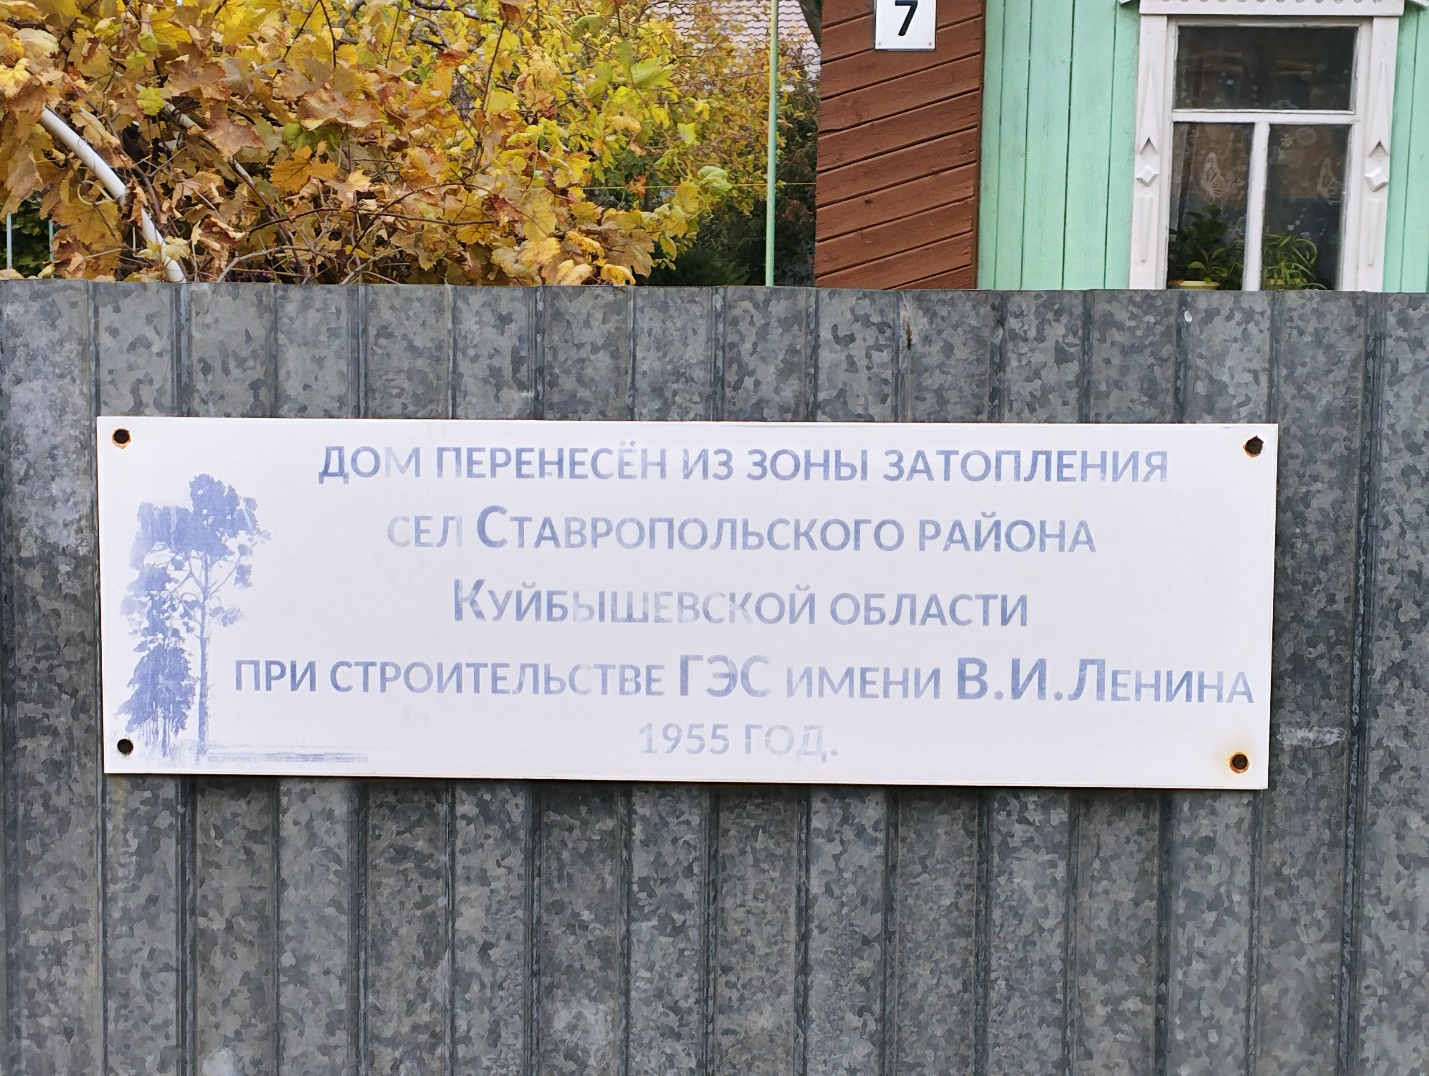 7
ДОМ ПЕРЕНЕСЁН ИЗ ЗОНЫ ЗАТОПЛЕНИЯ
СЕЛ СТАВРОПОЛЬСКОГО РАЙОНА
КУЙБЫШЕВСКОЙ ОБЛАСТИ
ПРИ СТРОИТЕЛЬСТВЕ ГЭС ИМЕНИ В.И.ЛЕНИНА
1955 ГОД.